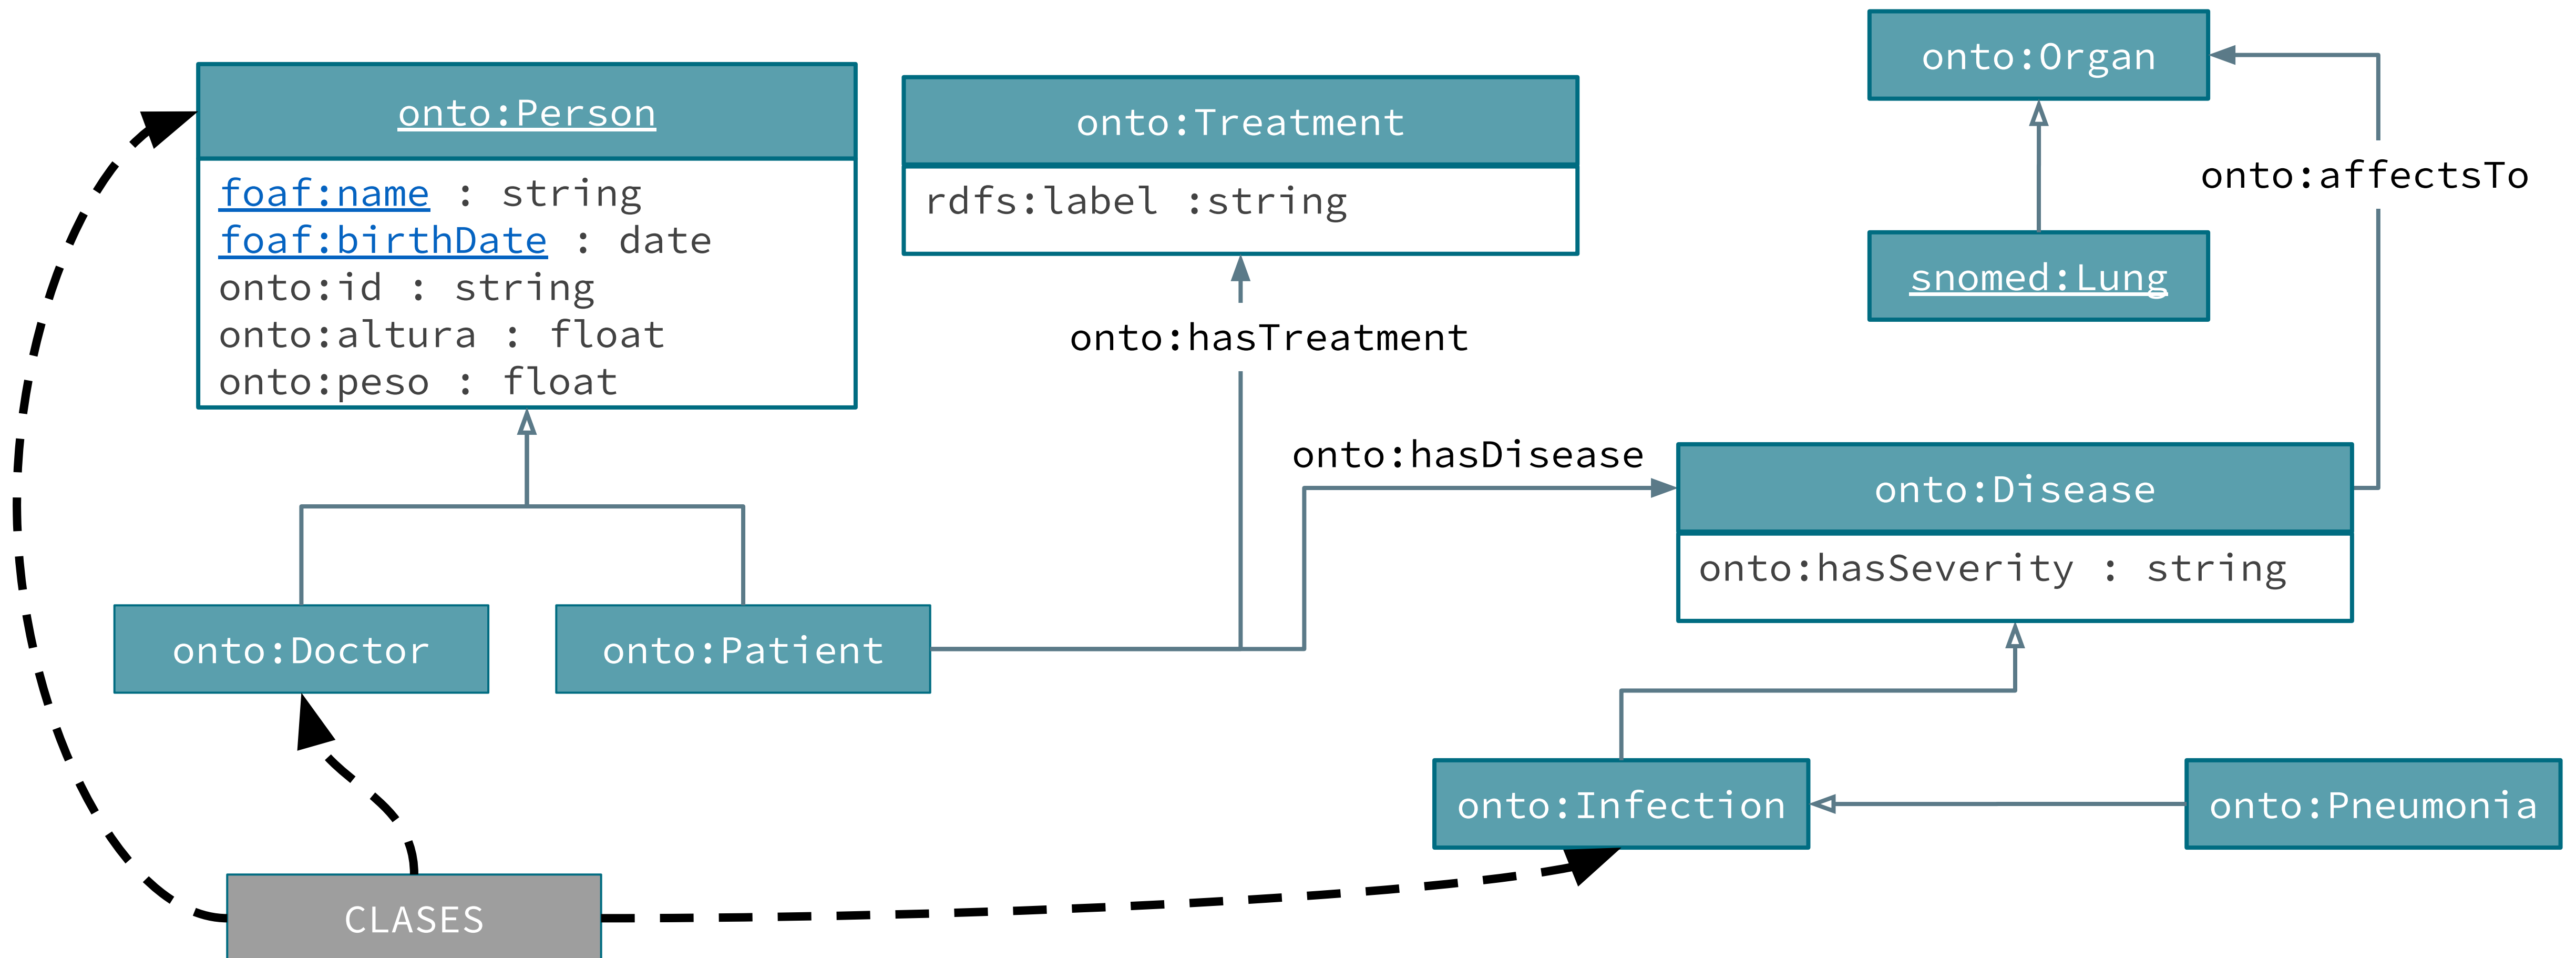 onto:Person
foaf:name : string
foaf:birthDate : date
onto:id : string
onto:altura : float
onto:peso : float
onto:Treatment
rdfs:label :string
onto:Organ
onto:affectsTo
snomed:Lung
onto:hasTreatment
onto:hasDisease
onto:Disease
onto:hasSeverity : string
onto:Doctor
onto:Patient
onto:Infection
onto:Pneumonia
CLASES